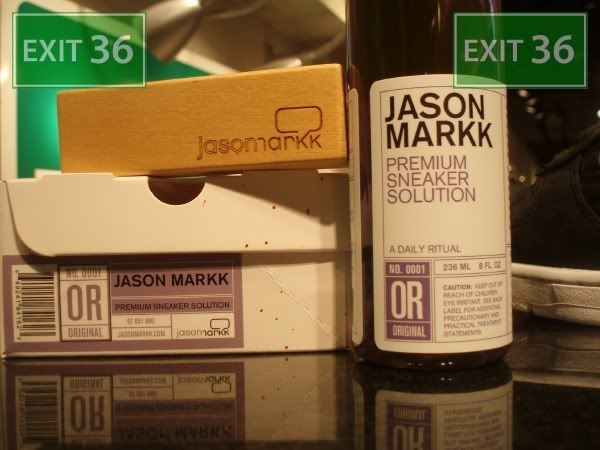 EXIT 36
EXIT 36
jasonmarkk
JASON
MARKK
PREMIUM
SNEAKER
SOLUTION
A DAILY RITUAL
NO. 0001
236 ML 8 FL. OZ
OR
ORIGINAL
CAUTION: KEEP OUT OF
REACH OF CHILDREN.
EYE IRRITANT. SEE BACK
LABEL FOR ADDITIONAL
PRECAUTIONARY AND
PRACTICAL TREATMENT
STATEMENTS.
NO. 0001
OR
ORIGINAL
JASON MARKK
PREMIUM SNEAKER SOLUTION
JASONMARKK.COM
jasonmarkk